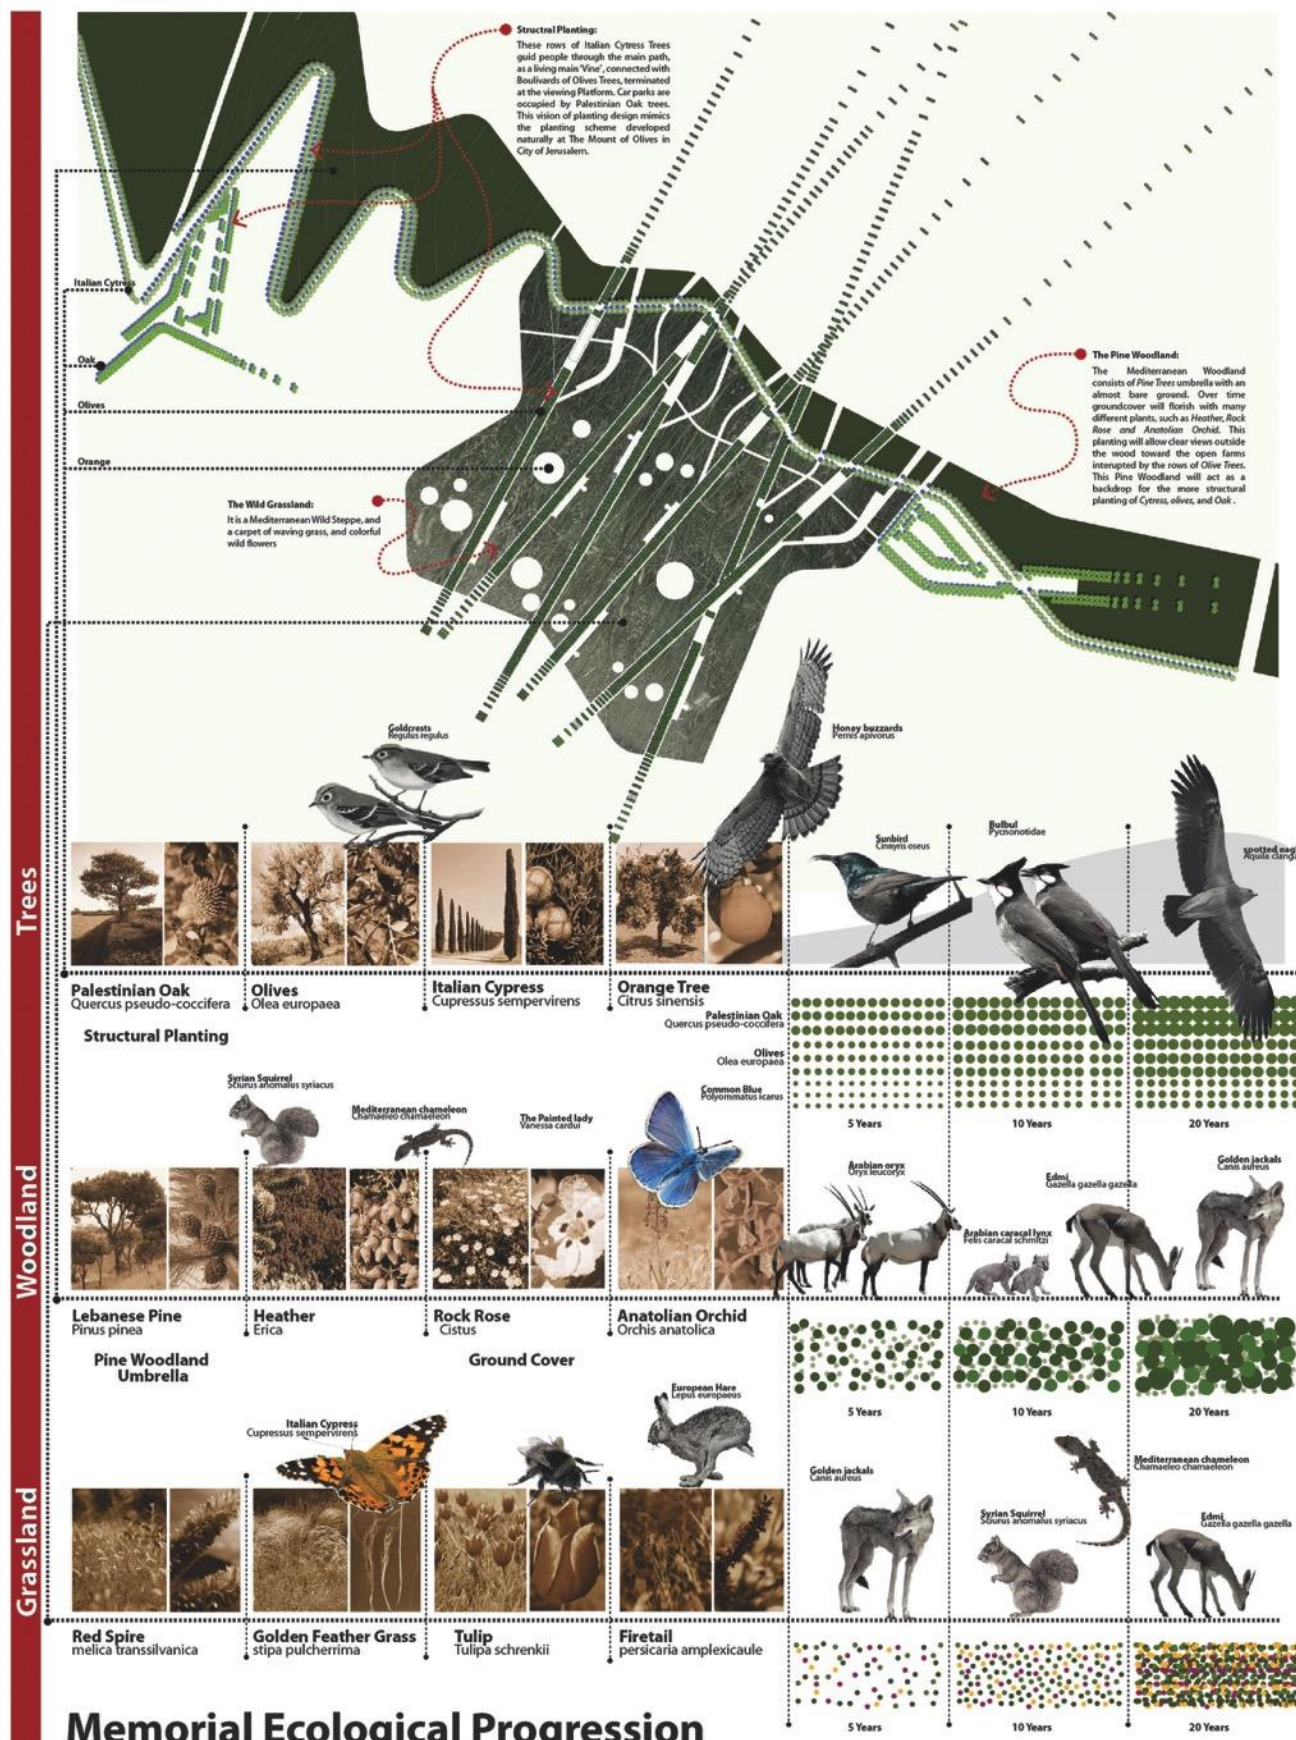 Structral Planting:
These rows of Italian Cytress Trees
guid people through the main path,
as a living main 'Vine', connected with
Boulivards of Olives Trees, terminated
at the viewing Platform. Car parks are
occupied by Palestinian Oak trees.
This vision of planting design mimics
the planting scheme developed
naturally at The Mount of Olives in
City of Jerusalem.
Italian Cytress
Oak
Olives
Orange
The Wild Grassland:
It is a Mediterranean Wild Steppe, and
a carpet of waving grass, and colorful
wild flowers
The Pine Woodland:
The Mediterranean Woodland
consists of Pine Trees umbrella with an
almost bare ground. Over time
groundcover will florish with many
different plants, such as Heather, Rock
Rose and Anatolian Orchid. This
planting will allow clear views outside
the wood toward the open farms
interupted by the rows of Olive Trees.
This Pine Woodland will act as a
backdrop for the more structural
planting of Cytress, olives, and Oak .
Trees
Goldcrests
Regulus regulus
Honey buzzards
Pernis apivorus
Sunbird
Cinnyris oseus
Bulbul
Pycnonotidae
spotted eagl
Aquila clanga
Palestinian Oak
Quercus pseudo-coccifera
Olives
Olea europaea
Italian Cypress
Cupressus sempervirens
Orange Tree
Citrus sinensis
Structural Planting
Palestinian Oak
Quercus pseudo-coccifera
Olives
Olea europaea
5 Years
10 Years
20 Years
Woodland
Syrian Squirrel
Sciurus anomalus syriacus
Mediterranean chameleon
Chamaeleo chamaeleon
The Painted lady
Vanessa cardui
Common Blue
Polyommatus icarus
Arabian oryx
Oryx leucoryx
Arabian caracal lynx
Felis caracal schmitzi
Edmi
Gazella gazella gazella
Golden jackals
Canis aureus
Lebanese Pine
Pinus pinea
Heather
Erica
Rock Rose
Cistus
Anatolian Orchid
Orchis anatolica
Pine Woodland
Umbrella
Ground Cover
5 Years
10 Years
20 Years
Grassland
Italian Cypress
Cupressus sempervirens
European Hare
Lepus europaeus
Golden jackals
Canis aureus
Syrian Squirrel
Sciurus anomalus syriacus
Mediterranean chameleon
Chamaeleo chamaeleon
Edmi
Gazella gazella gazella
Red Spire
melica transsilvanica
Golden Feather Grass
stipa pulcherrima
Tulip
Tulipa schrenkii
Firetail
persicaria amplexicaule
5 Years
10 Years
20 Years
Memorial Ecological Progression